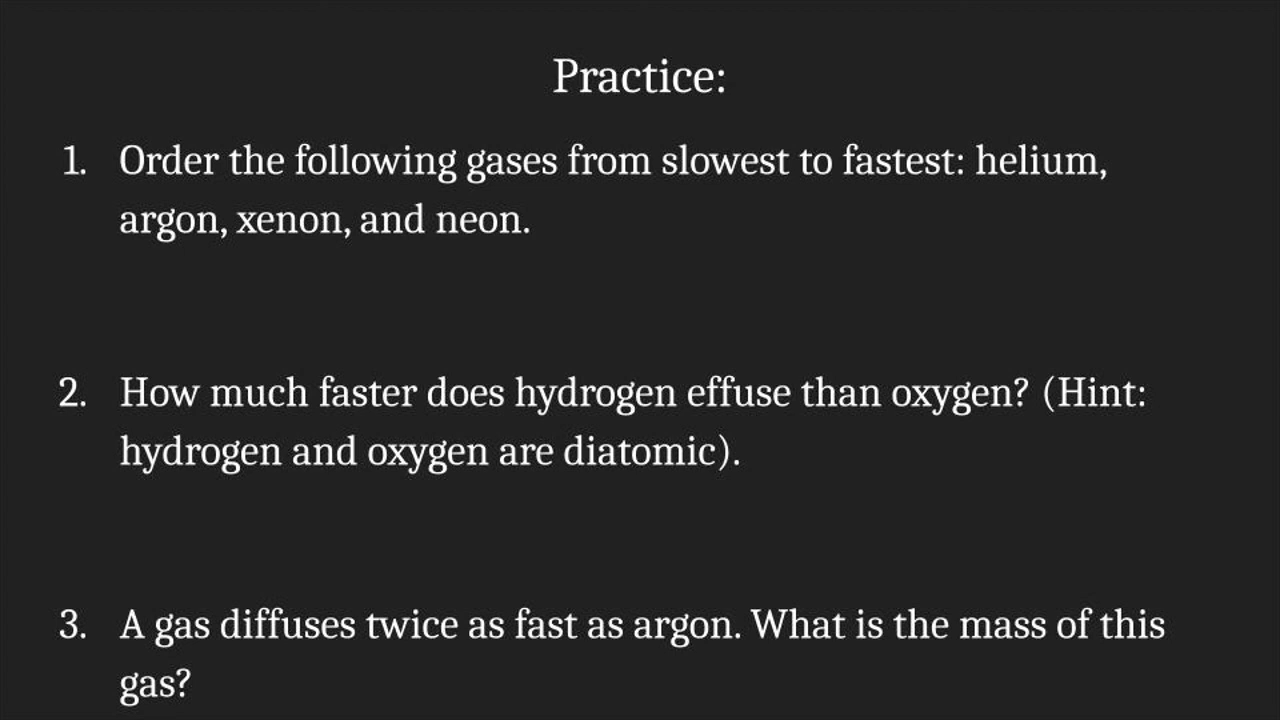 Practice:
1. Order the following gases from slowest to fastest: helium,
argon, xenon, and neon.
2. How much faster does hydrogen effuse than oxygen? (Hint:
hydrogen and oxygen are diatomic).
3. A gas diffuses twice as fast as argon. What is the mass of this
gas?